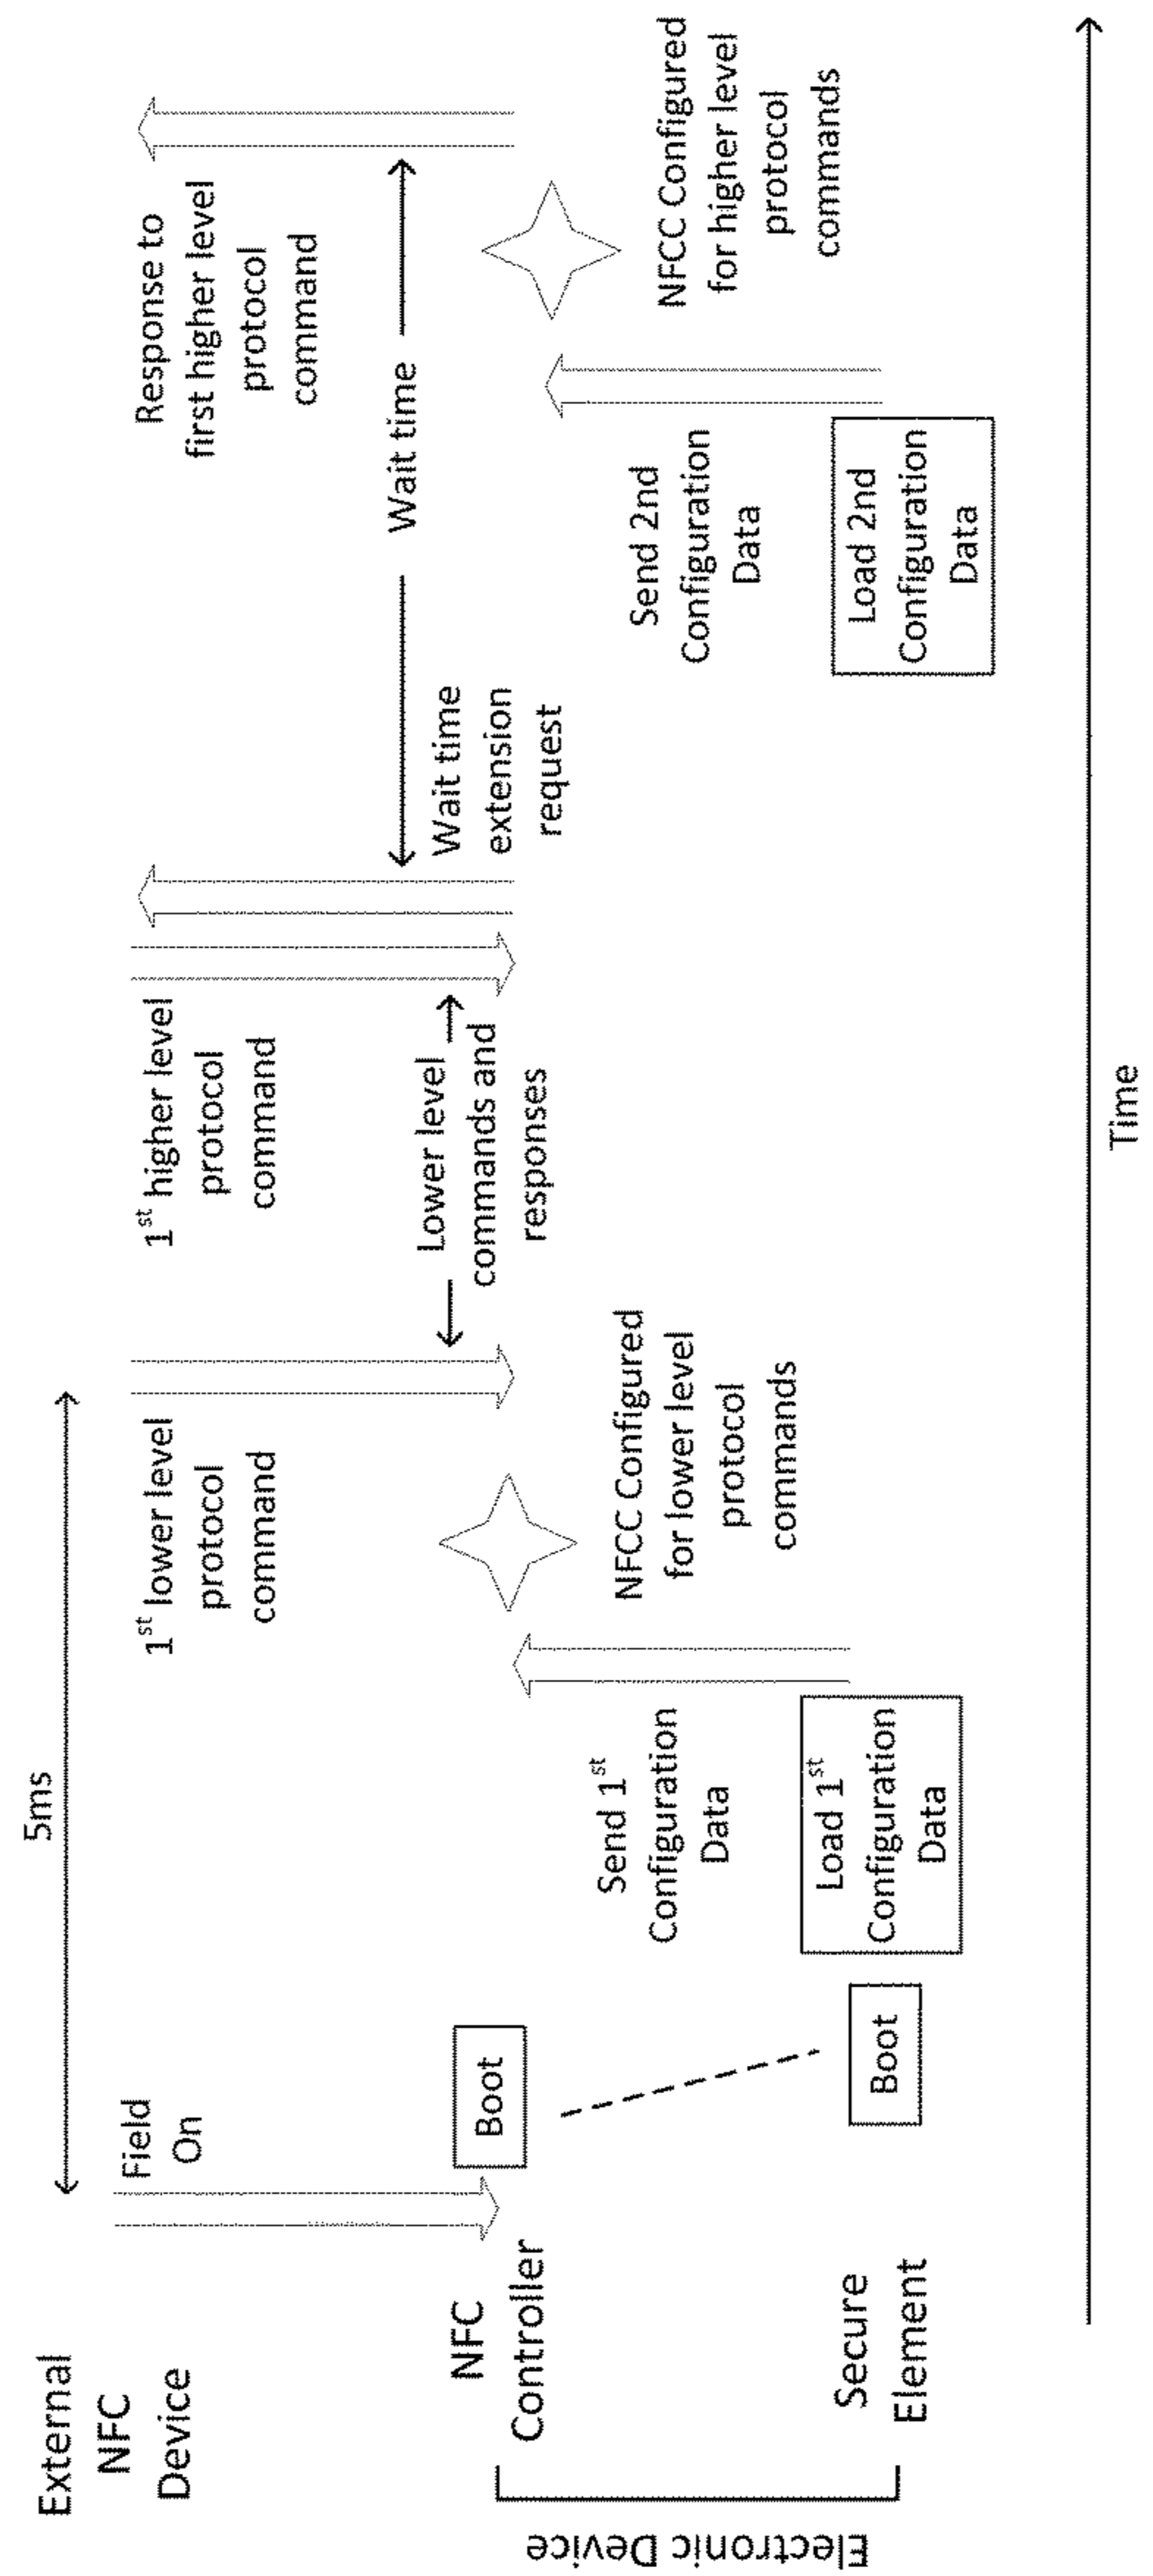 External
NFC
Device
Field
On
5ms
1st lower level
protocol
command
1st higher level
protocol
command
Response to
first higher level
protocol
command
Lower level
commands and
responses
Wait time
Wait time
extension
request
Electronic Device
NFC
Controller
Boot
NFCC Configured
for lower level
protocol
commands
NFCC Configured
for higher level
protocol
commands
Send 1st
Configuration
Data
Send 2nd
Configuration
Data
Secure
Element
Boot
Load 1st
Configuration
Data
Load 2nd
Configuration
Data
Time